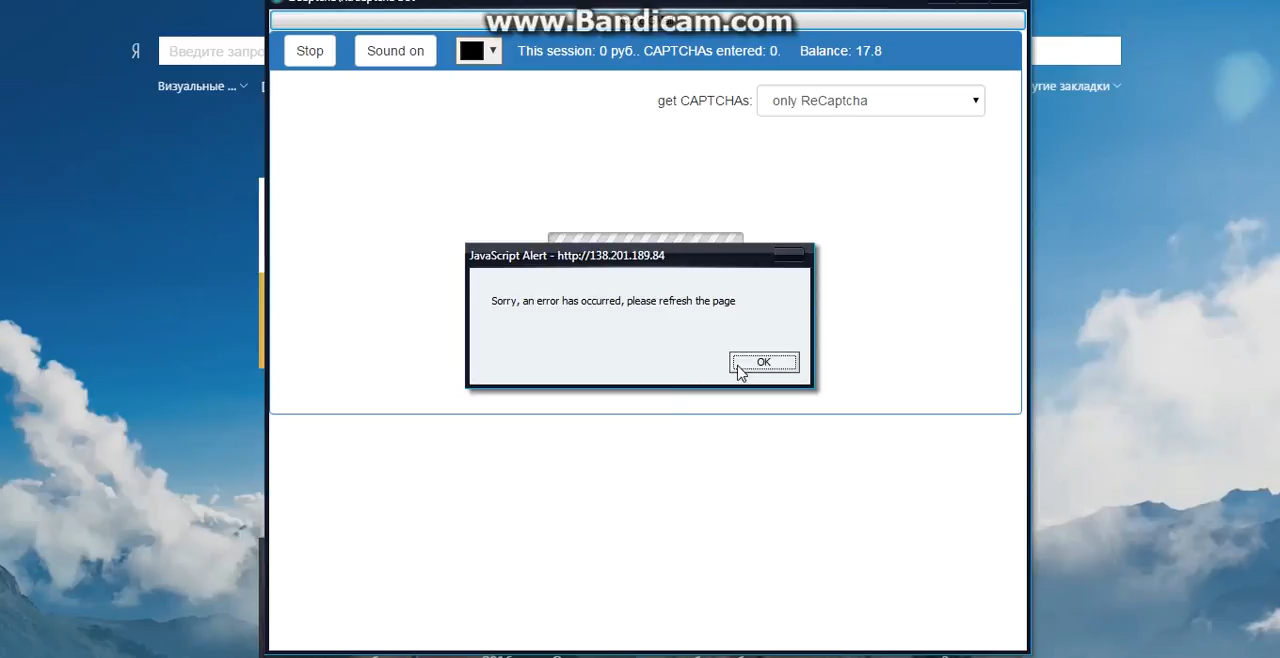 www.Bandicam.com
Stop
Sound on
This session: 0 руб.. CAPTCHAs entered: 0.
Balance: 17.8
Я
Введите запро
Визуальные ...
угие закладки
get CAPTCHAs:
only ReCaptcha
JavaScript Alert - http://138.201.189.84
Sorry, an error has occurred, please refresh the page
OK